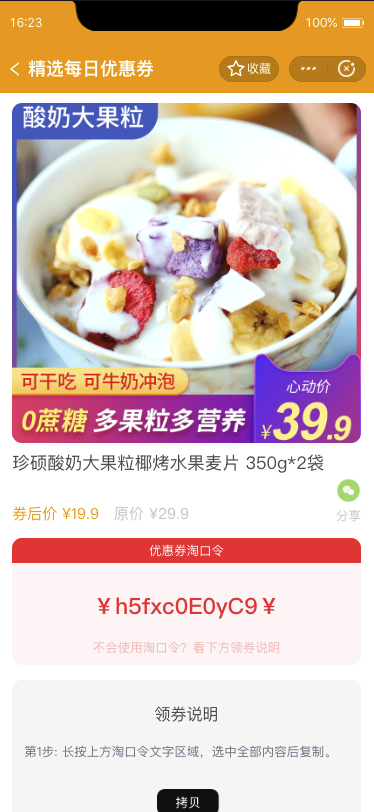 16:23
100%
精选每日优惠券
收藏
酸奶大果粒
可干吃 可牛奶冲泡
心动价
0蔗糖 多果粒多营养
¥39.9
珍硕酸奶大果粒椰烤水果麦片 350g*2袋
券后价 ¥19.9 原价 ¥29.9
分享
优惠券淘口令
￥h5fxc0E0yC9￥
不会使用淘口令？看下方领券说明
领券说明
第1步: 长按上方淘口令文字区域，选中全部内容后复制。
拷贝